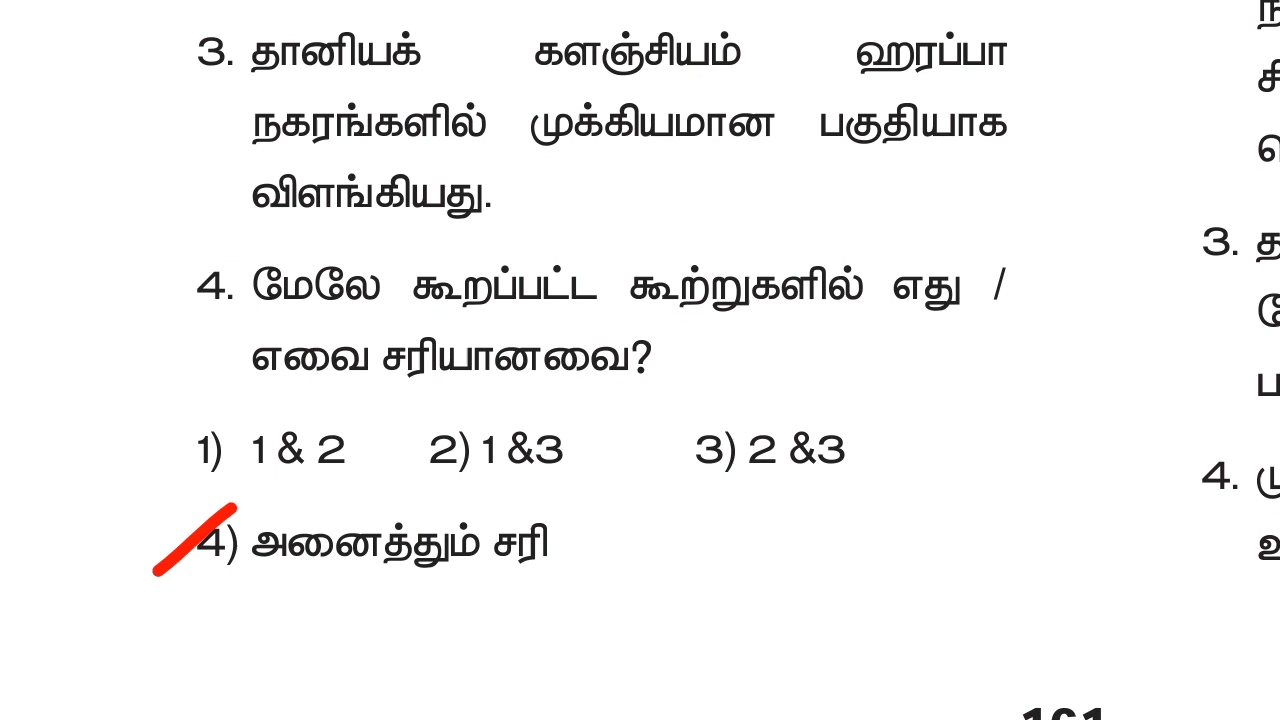 3. தானியக் களஞ்சியம் ஹரப்பா
நகரங்களில் முக்கியமான பகுதியாக
விளங்கியது.
4. மேலே கூறப்பட்ட கூற்றுகளில் எது /
எவை சரியானவை?
1) 1 & 2 2) 1 &3 3) 2 &3
4) அனைத்தும் சரி
3.
4.